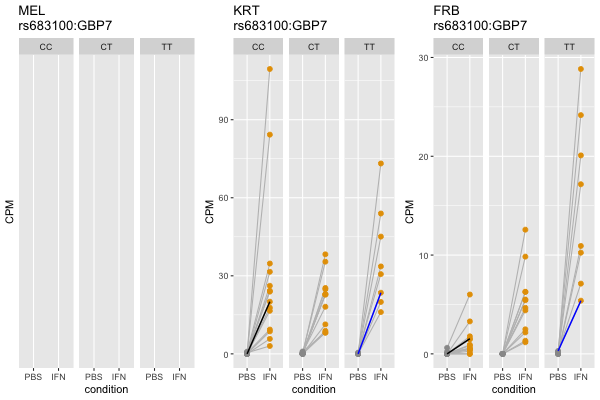 MEL
rs683100:GBP7
CC CT TT
CPM
PBS IFN PBS IFN PBS IFN
condition
KRT
rs683100:GBP7
CC CT TT
CPM
90
60
30
0
PBS IFN PBS IFN PBS IFN
condition
FRB
rs683100:GBP7
CC CT TT
CPM
30
20
10
0
PBS IFN PBS IFN PBS IFN
condition